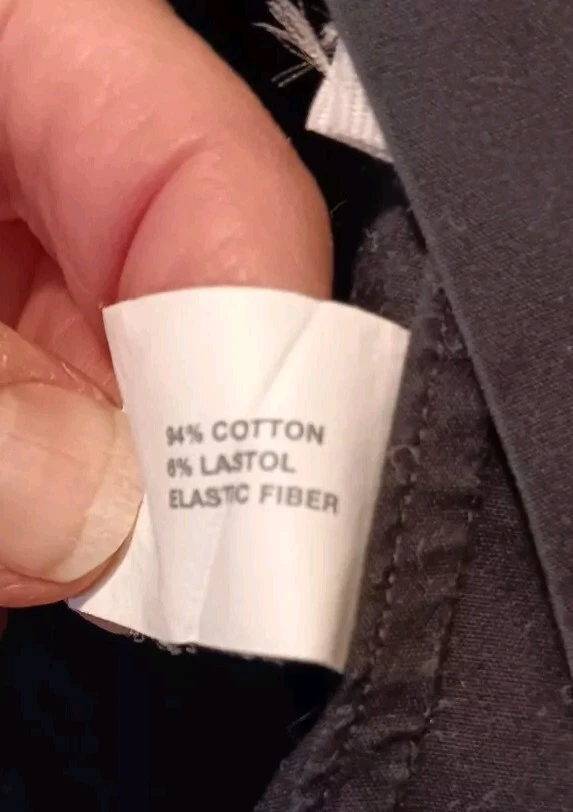 94% COTTON
6% LASTOL
ELASTIC FIBER